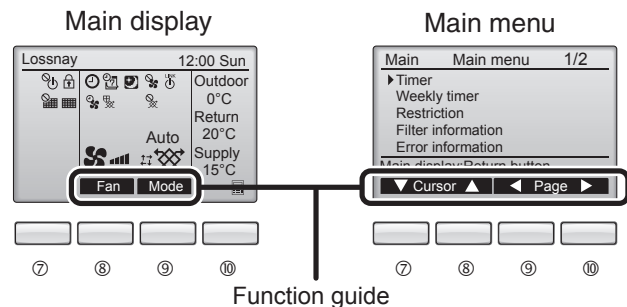 Main display
Lossnay 12:00 Sun
Outdoor
0°C
Return
20°C
Auto
Supply
15°C
Fan Mode
⑦ ⑧ ⑨ ⑩
Main menu
Main Main menu 1/2
Timer
Weekly timer
Restriction
Filter information
Error information
Main display:Return button
▼ Cursor ▲ ◀ Page ▶
⑦ ⑧ ⑨ ⑩
Function guide